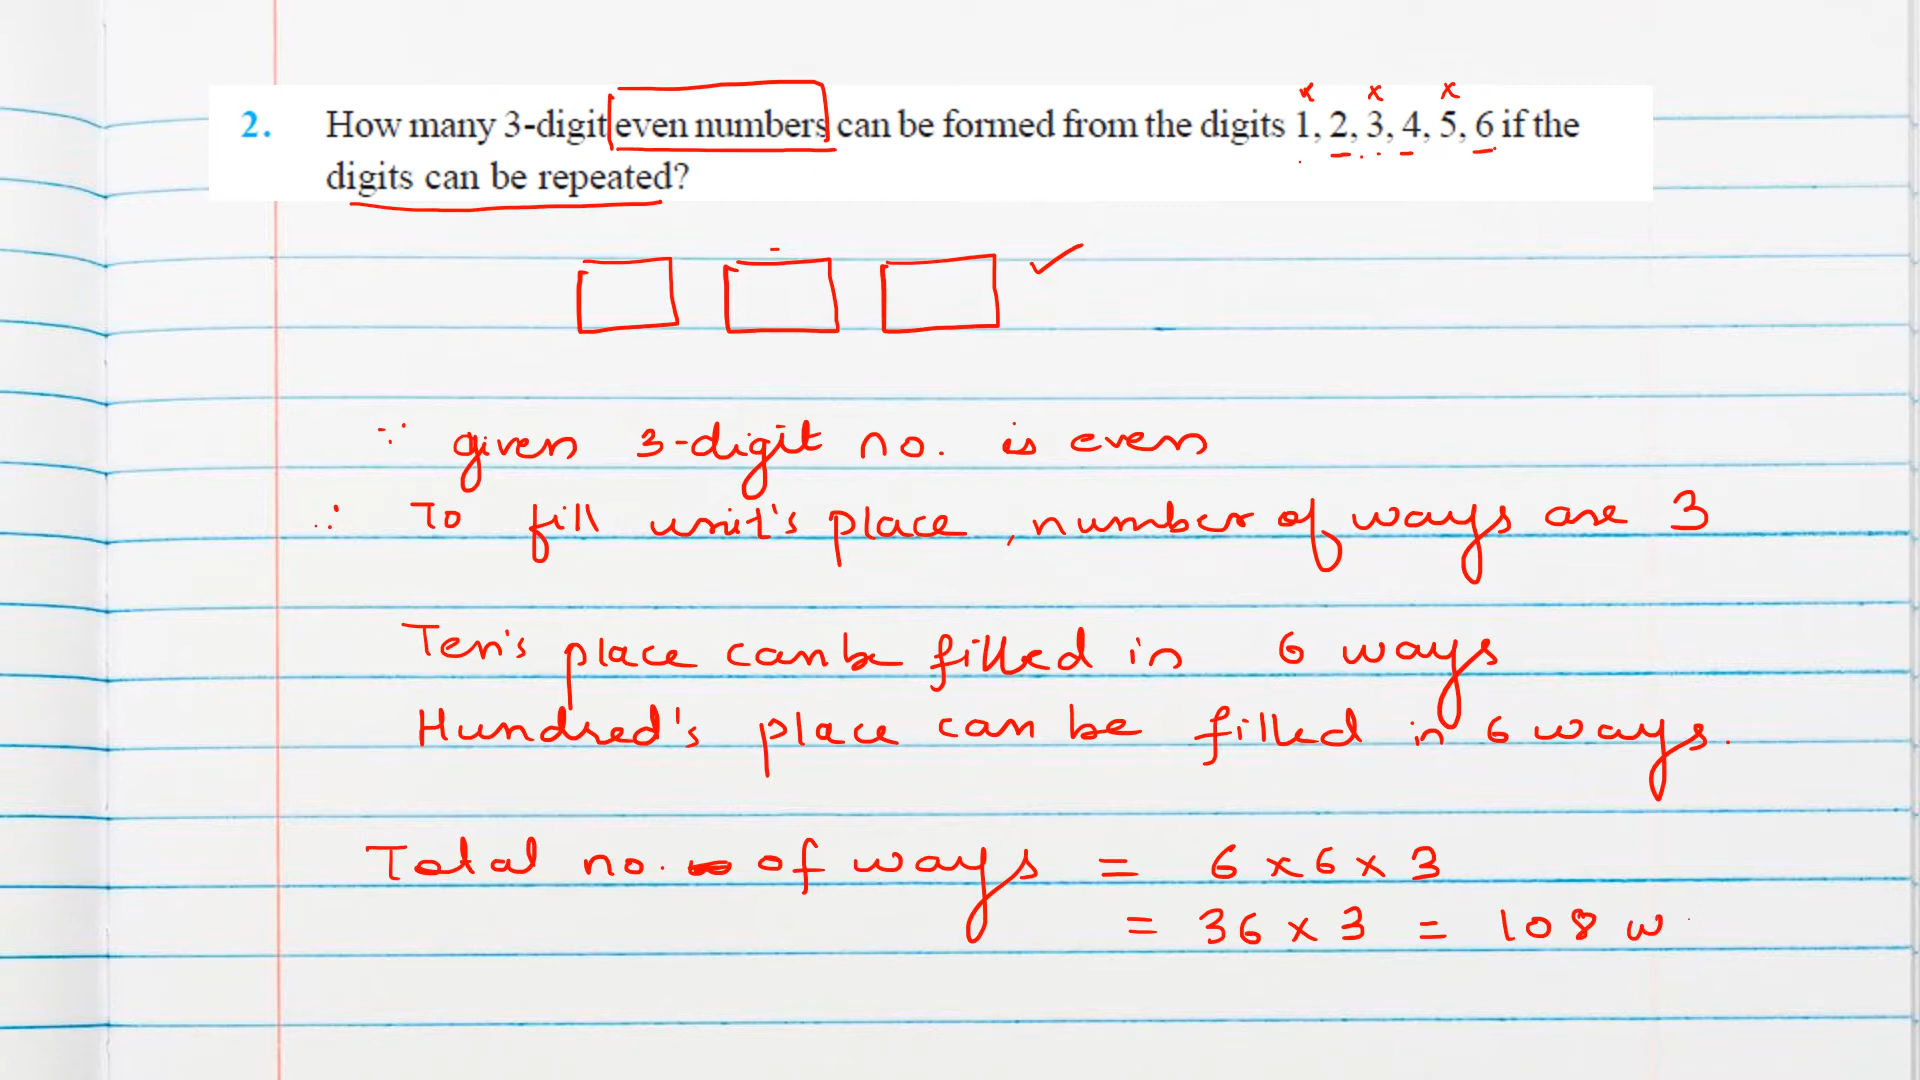 2. How many 3-digit even numbers can be formed from the digits 1, 2, 3, 4, 5, 6 if the
digits can be repeated?
∵ given 3-digit no. is even
∴ To fill unit's place, number of ways are 3
Ten's place can be filled in 6 ways
Hundred's place can be filled in 6 ways.
Total no. of ways = 6 × 6 × 3
= 36 × 3 = 108 w